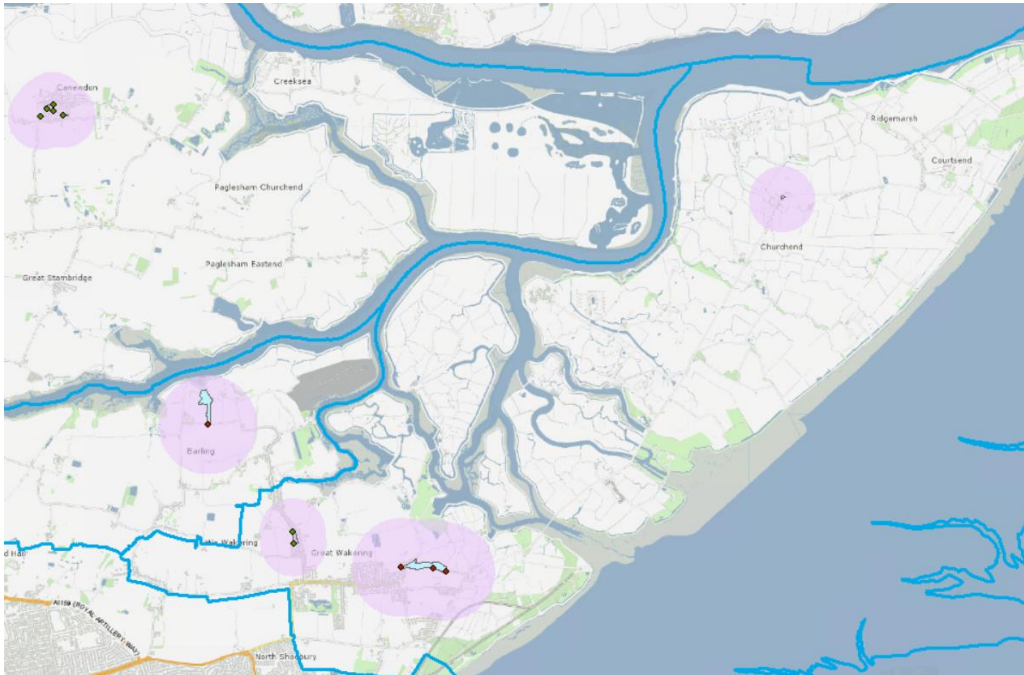 Creeksea
Canewdon
Ridgemarsh
Courtsend
Paglesham Churchend
Churchend
Paglesham Eastend
Great Stambridge
Barling
Great Wakering
A1159 (ROYAL ARTILLERY WAY)
North Shoebury